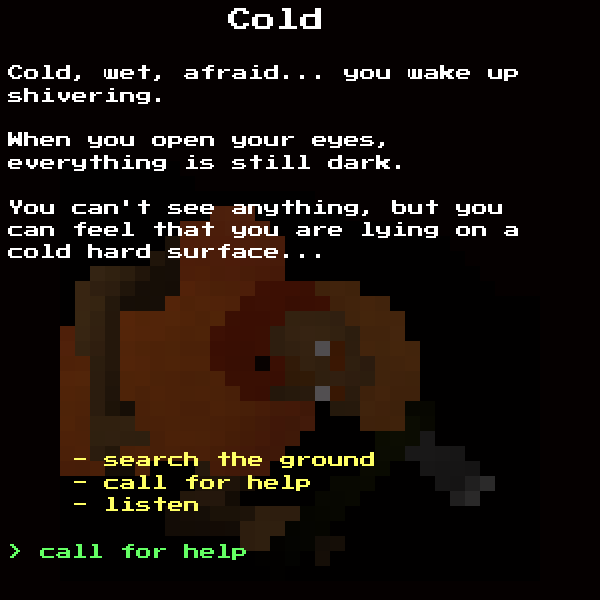 Cold
Cold, wet, afraid... you wake up
shivering.
When you open your eyes,
everything is still dark.
You can't see anything, but you
can feel that you are lying on a
cold hard surface...
- search the ground
- call for help
- listen
> call for help